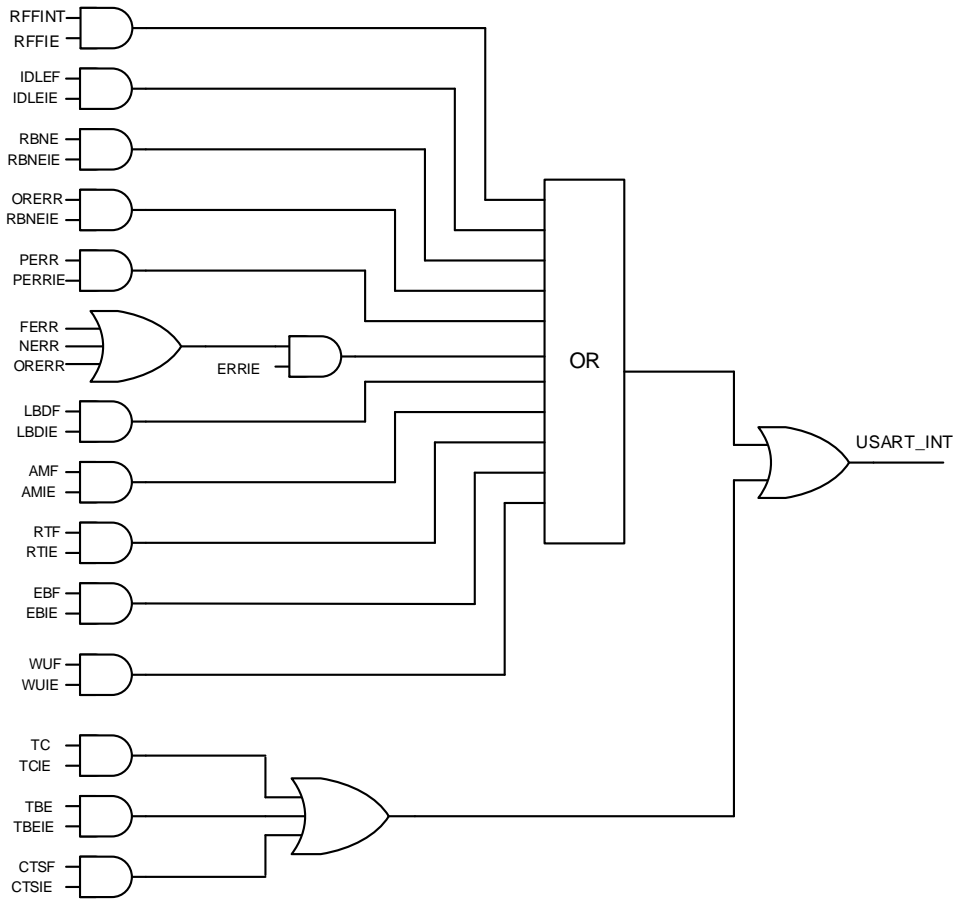 RFFINT
RFFIE
IDLEF
IDLEIE
RBNE
RBNEIE
ORERR
RBNEIE
PERR
PERRIE
FERR
NERR
ORERR
ERRIE
OR
LBDF
LBDIE
USART_INT
AMF
AMIE
RTF
RTIE
EBF
EBIE
WUF
WUIE
TC
TCIE
TBE
TBEIE
CTSF
CTSIE